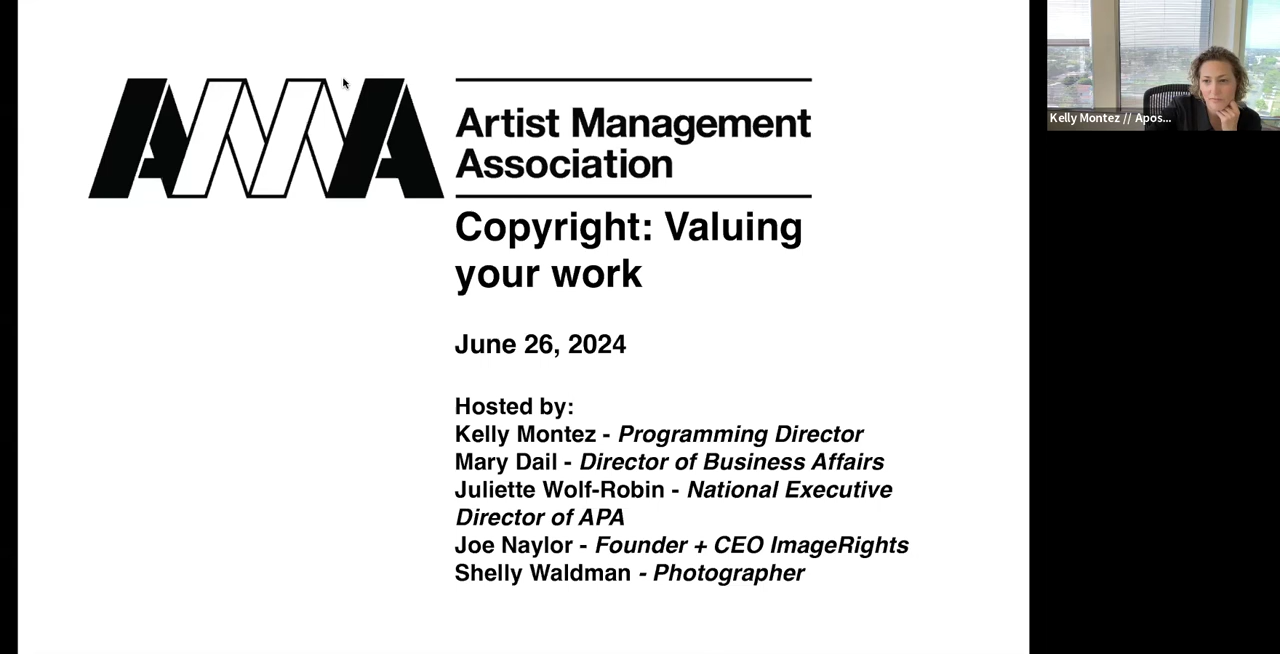 AMA
Artist Management
Association
Copyright: Valuing
your work
June 26, 2024
Hosted by:
Kelly Montez - Programming Director
Mary Dail - Director of Business Affairs
Juliette Wolf-Robin - National Executive
Director of APA
Joe Naylor - Founder + CEO ImageRights
Shelly Waldman - Photographer
Kelly Montez // Apos...